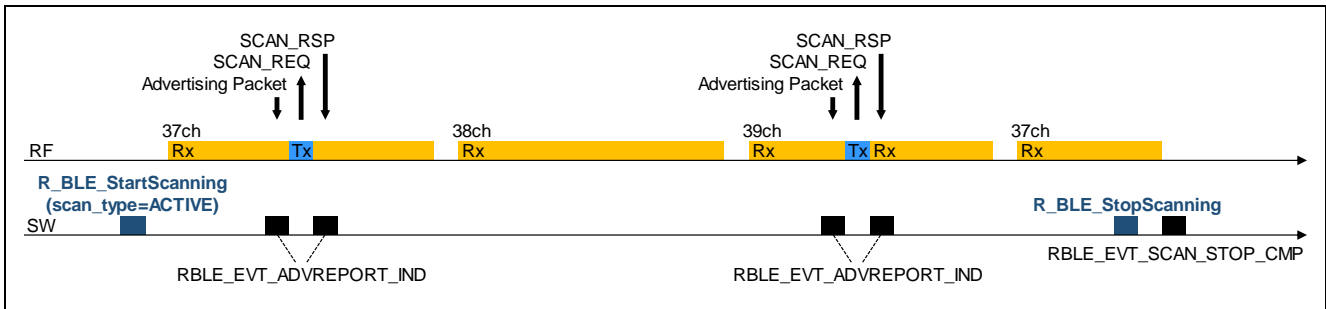 SCAN_RSP
SCAN_REQ
Advertising Packet
SCAN_RSP
SCAN_REQ
Advertising Packet
37ch
38ch
39ch
37ch
RF
Rx
Tx
Rx
Rx
Tx
Rx
Rx
R_BLE_StartScanning
(scan_type=ACTIVE)
R_BLE_StopScanning
SW
RBLE_EVT_ADVREPORT_IND
RBLE_EVT_ADVREPORT_IND
RBLE_EVT_SCAN_STOP_CMP